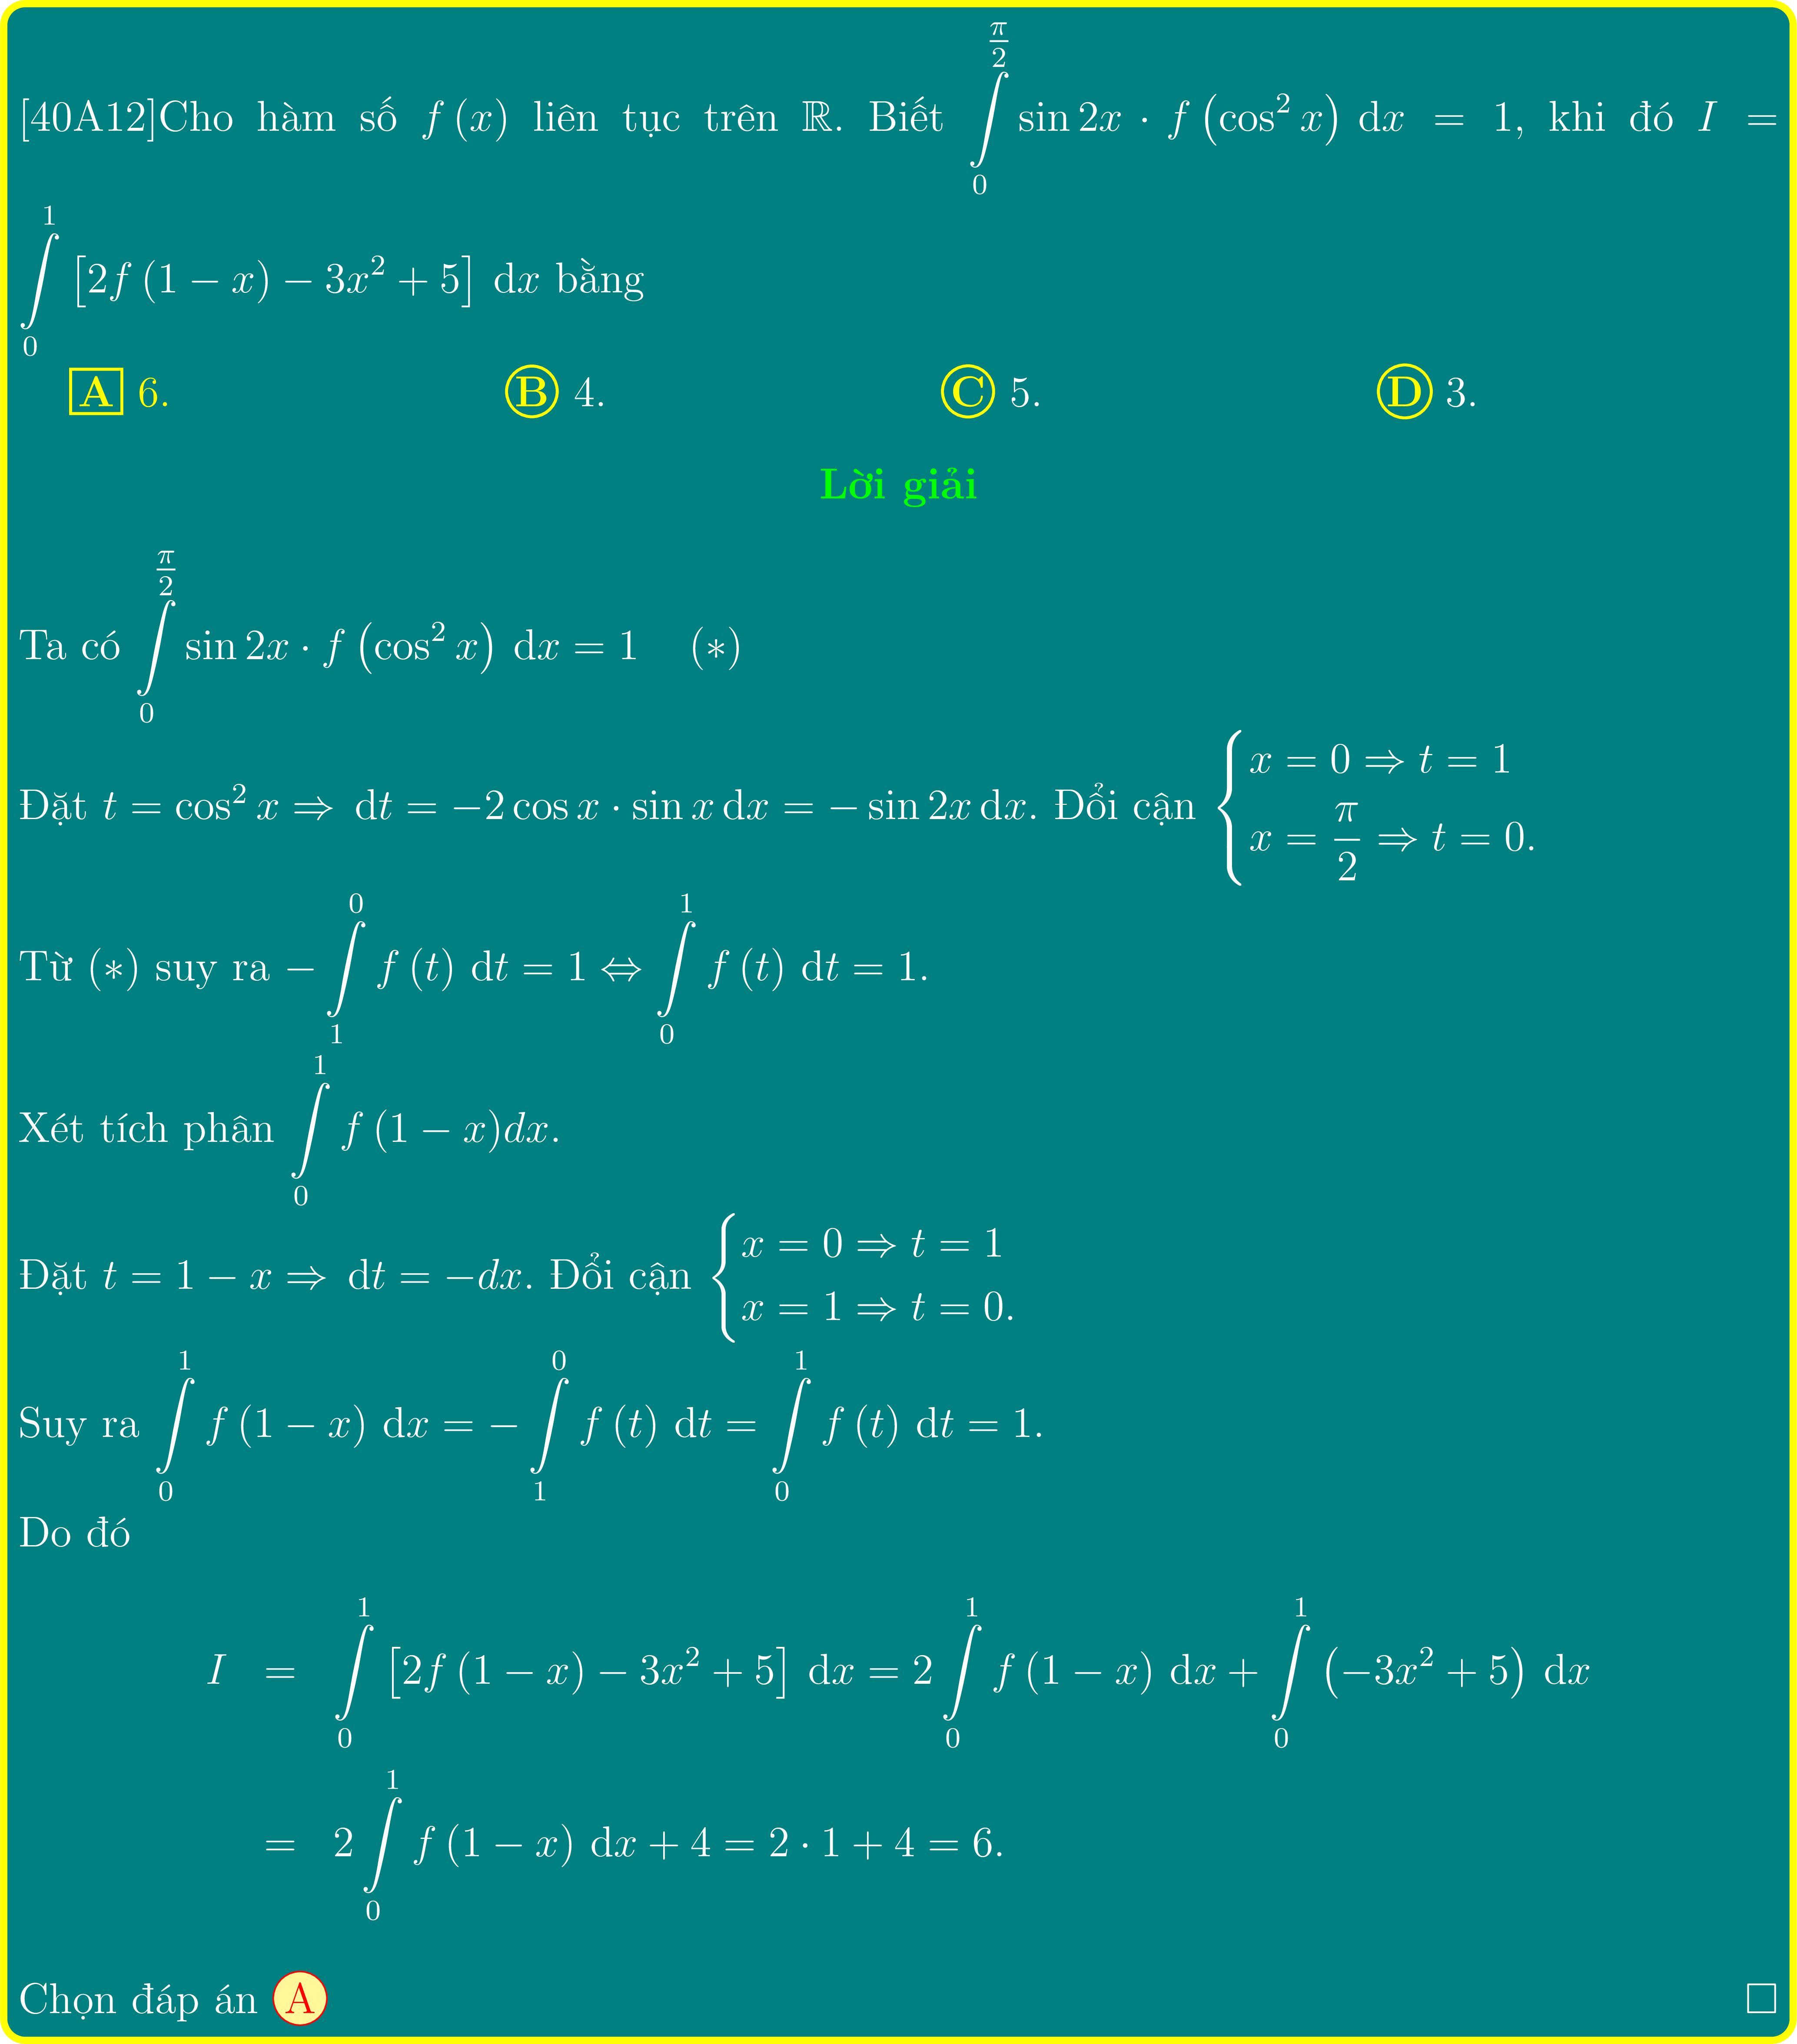 [40A12]Cho hàm số $f(x)$ liên tục trên $\mathbb{R}$. Biết $\int\limits_0^{\frac{\pi}{2}} \sin 2x \cdot f\left(\cos^2 x\right) \, \mathrm{d}x = 1$, khi đó $I =$
$\int\limits_0^1 \left[2f(1-x) - 3x^2 + 5\right] \, \mathrm{d}x$ bằng
A 6. B 4. C 5. D 3.
Lời giải
Ta có $\int\limits_0^{\frac{\pi}{2}} \sin 2x \cdot f\left(\cos^2 x\right) \, \mathrm{d}x = 1 \quad (*)$
Đặt $t = \cos^2 x \Rightarrow \mathrm{d}t = -2\cos x \cdot \sin x \, \mathrm{d}x = -\sin 2x \, \mathrm{d}x$. Đổi cận $\begin{cases} x = 0 \Rightarrow t = 1 \\ x = \dfrac{\pi}{2} \Rightarrow t = 0. \end{cases}$
Từ $(*)$ suy ra $-\int\limits_1^0 f(t) \, \mathrm{d}t = 1 \Leftrightarrow \int\limits_0^1 f(t) \, \mathrm{d}t = 1.$
Xét tích phân $\int\limits_0^1 f(1-x)dx.$
Đặt $t = 1 - x \Rightarrow \mathrm{d}t = -dx$. Đổi cận $\begin{cases} x = 0 \Rightarrow t = 1 \\ x = 1 \Rightarrow t = 0. \end{cases}$
Suy ra $\int\limits_0^1 f(1-x) \, \mathrm{d}x = -\int\limits_1^0 f(t) \, \mathrm{d}t = \int\limits_0^1 f(t) \, \mathrm{d}t = 1.$
Do đó
$I = \int\limits_0^1 \left[2f(1-x) - 3x^2 + 5\right] \, \mathrm{d}x = 2\int\limits_0^1 f(1-x) \, \mathrm{d}x + \int\limits_0^1 \left(-3x^2 + 5\right) \, \mathrm{d}x$
$= 2\int\limits_0^1 f(1-x) \, \mathrm{d}x + 4 = 2 \cdot 1 + 4 = 6.$
Chọn đáp án A □